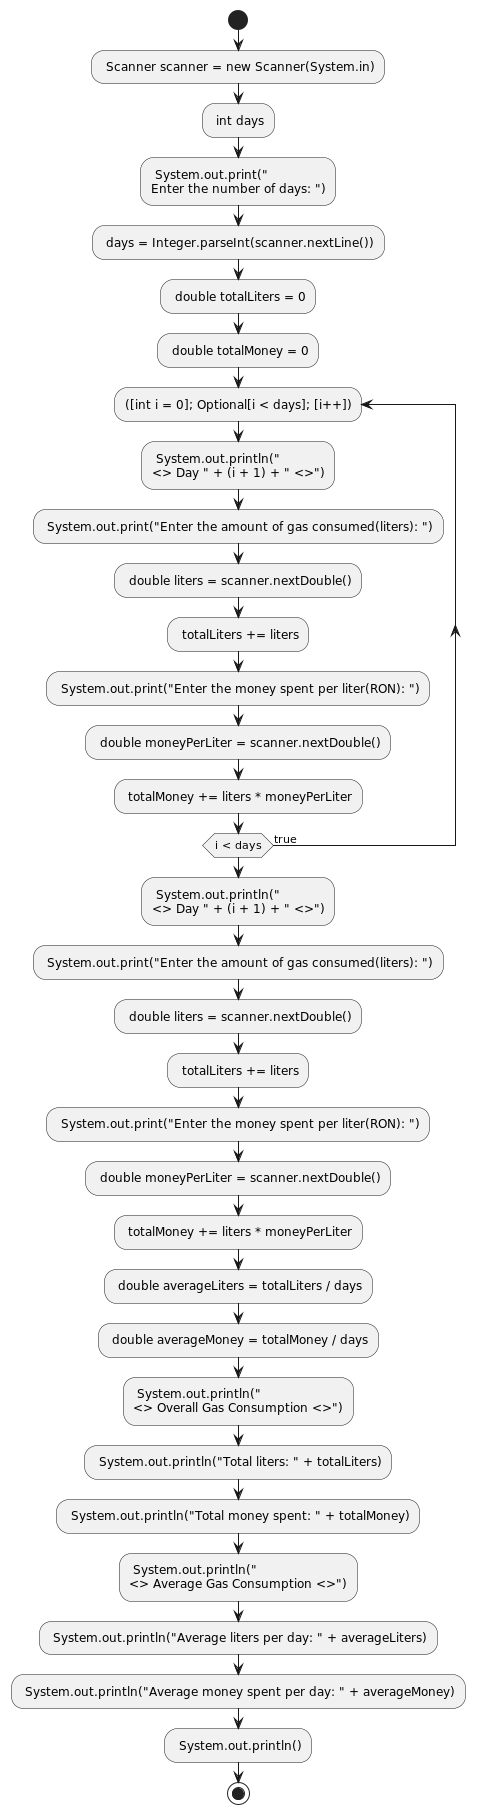 Scanner scanner = new Scanner(System.in)
int days
System.out.print("
Enter the number of days: ")
days = Integer.parseInt(scanner.nextLine())
double totalLiters = 0
double totalMoney = 0
([int i = 0]; Optional[i < days]; [i++])
System.out.println("
<> Day " + (i + 1) + " <>")
System.out.print("Enter the amount of gas consumed(liters): ")
double liters = scanner.nextDouble()
totalLiters += liters
System.out.print("Enter the money spent per liter(RON): ")
double moneyPerLiter = scanner.nextDouble()
totalMoney += liters * moneyPerLiter
i < days
true
System.out.println("
<> Day " + (i + 1) + " <>")
System.out.print("Enter the amount of gas consumed(liters): ")
double liters = scanner.nextDouble()
totalLiters += liters
System.out.print("Enter the money spent per liter(RON): ")
double moneyPerLiter = scanner.nextDouble()
totalMoney += liters * moneyPerLiter
double averageLiters = totalLiters / days
double averageMoney = totalMoney / days
System.out.println("
<> Overall Gas Consumption <>")
System.out.println("Total liters: " + totalLiters)
System.out.println("Total money spent: " + totalMoney)
System.out.println("
<> Average Gas Consumption <>")
System.out.println("Average liters per day: " + averageLiters)
System.out.println("Average money spent per day: " + averageMoney)
System.out.println()